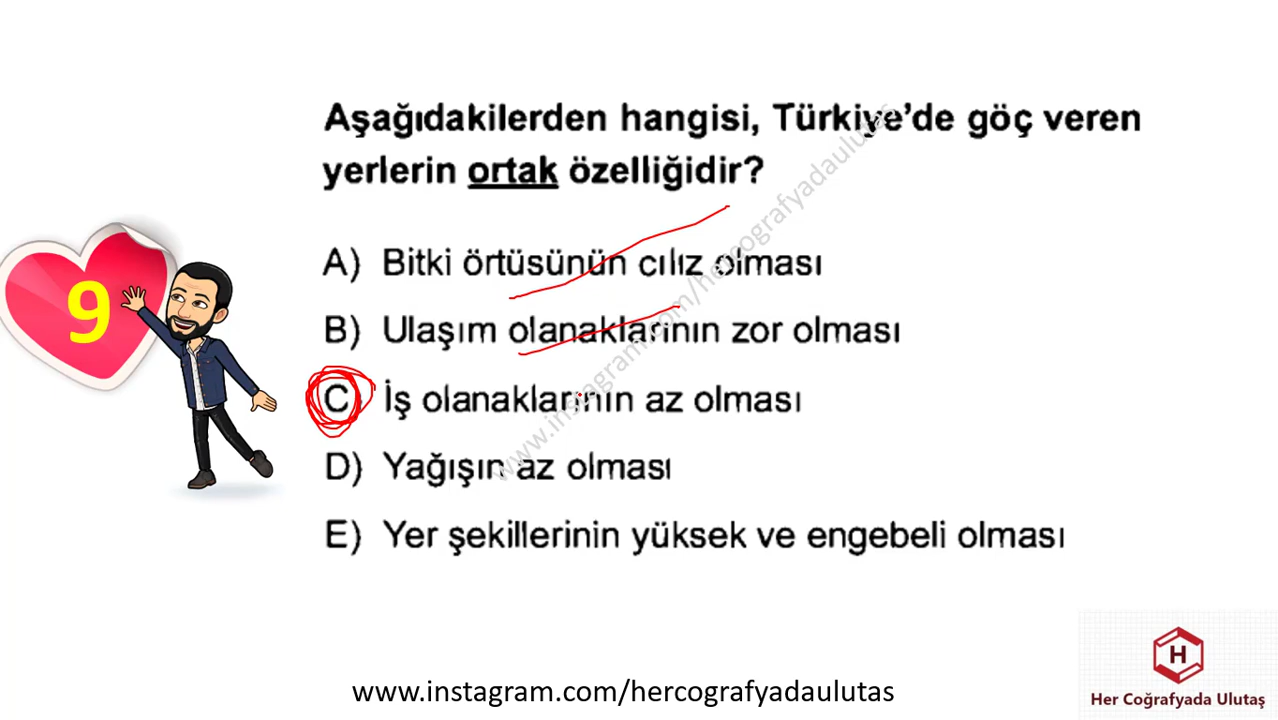 Aşağıdakilerden hangisi, Türkiye'de göç veren
yerlerin ortak özelliğidir?
A) Bitki örtüsünün cılız olması
B) Ulaşım olanaklarının zor olması
C) İş olanaklarının az olması
D) Yağışın az olması
E) Yer şekillerinin yüksek ve engebeli olması
9
www.instagram.com/hercografyadaulutas
www.instagram.com/hercografyadaulutas
H
Her Coğrafyada Ulutaş